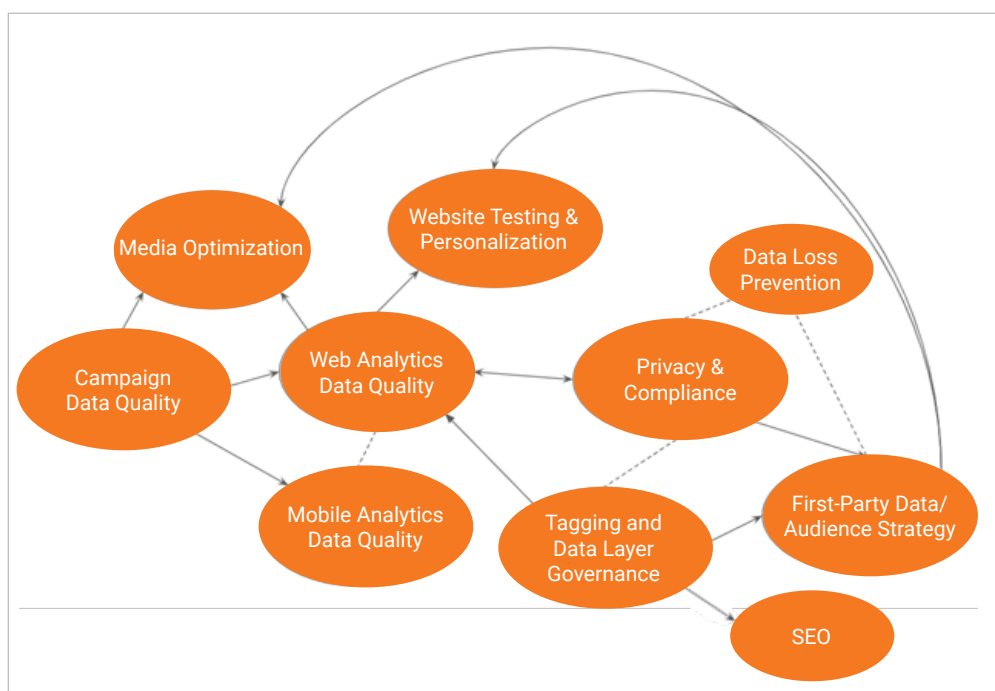 Website Testing &
Personalization
Media Optimization
Data Loss
Prevention
Web Analytics
Data Quality
Privacy &
Compliance
Campaign
Data Quality
Mobile Analytics
Data Quality
Tagging and
Data Layer
Governance
First-Party Data/
Audience Strategy
SEO